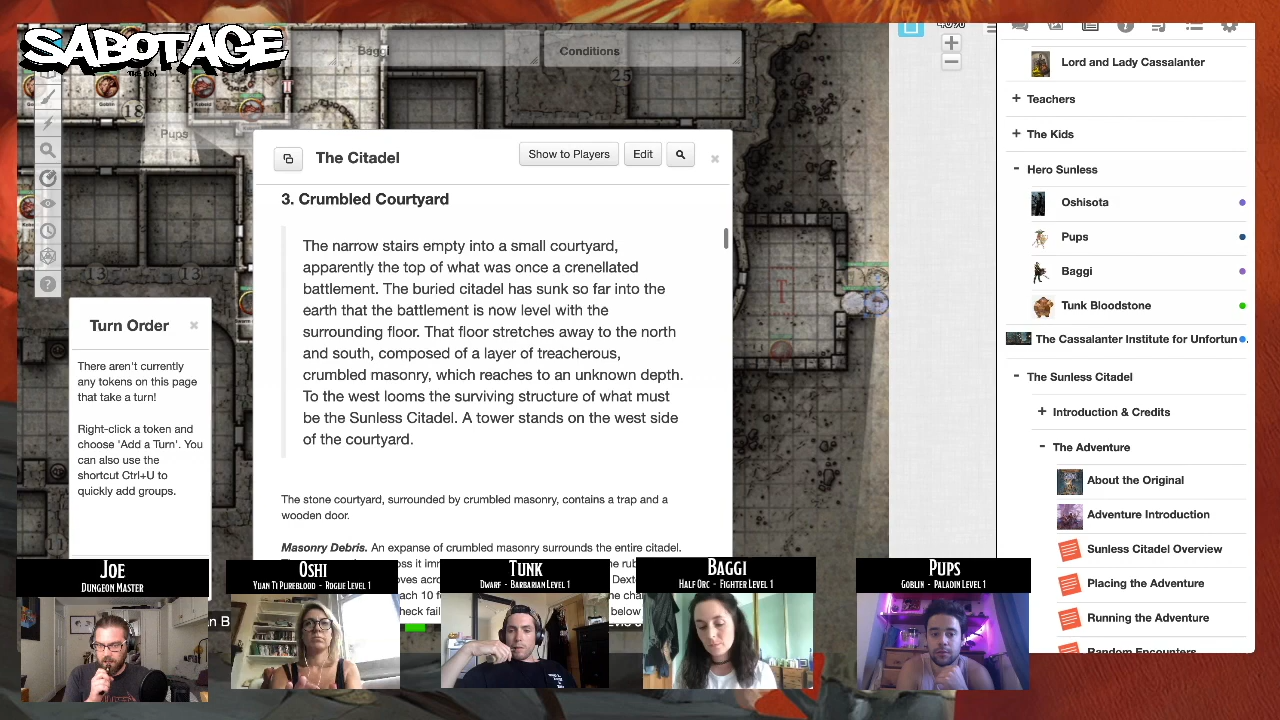 SABOTAGE
Baggi
Conditions
25
18
Pups
13
13
11
The Citadel
Show to Players
Edit
3. Crumbled Courtyard
The narrow stairs empty into a small courtyard,
apparently the top of what was once a crenellated
battlement. The buried citadel has sunk so far into the
earth that the battlement is now level with the
surrounding floor. That floor stretches away to the north
and south, composed of a layer of treacherous,
crumbled masonry, which reaches to an unknown depth.
To the west looms the surviving structure of what must
be the Sunless Citadel. A tower stands on the west side
of the courtyard.
The stone courtyard, surrounded by crumbled masonry, contains a trap and a
wooden door.
Masonry Debris. An expanse of crumbled masonry surrounds the entire citadel.
Turn Order
There aren't currently
any tokens on this page
that take a turn!
Right-click a token and
choose 'Add a Turn'. You
can also use the
shortcut Ctrl+U to
quickly add groups.
Lord and Lady Cassalanter
+ Teachers
+ The Kids
- Hero Sunless
Oshisota
Pups
Baggi
Tunk Bloodstone
The Cassalanter Institute for Unfortun
- The Sunless Citadel
+ Introduction & Credits
- The Adventure
About the Original
Adventure Introduction
Sunless Citadel Overview
Placing the Adventure
Running the Adventure
Random Encounters
Joe
Dungeon Master
Oshi
Yuan Ti Pureblood - Rogue Level 1
Tunk
Dwarf - Barbarian Level 1
Baggi
Half Orc - Fighter Level 1
Pups
Goblin - Paladin Level 1